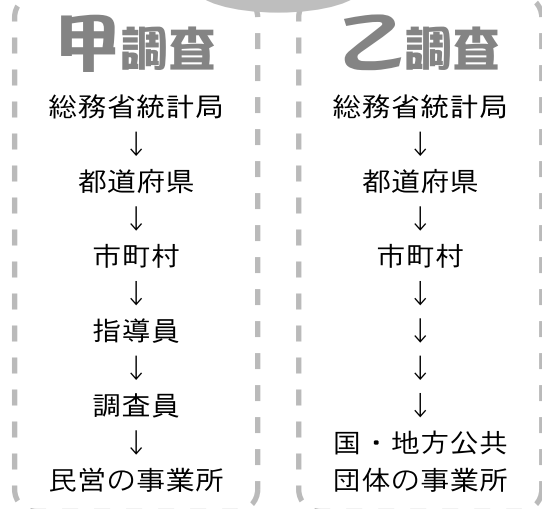 甲調査
総務省統計局
↓
都道府県
↓
市町村
↓
指導員
↓
調査員
↓
民営の事業所
乙調査
総務省統計局
↓
都道府県
↓
市町村
↓
↓
↓
↓
国・地方公共
団体の事業所